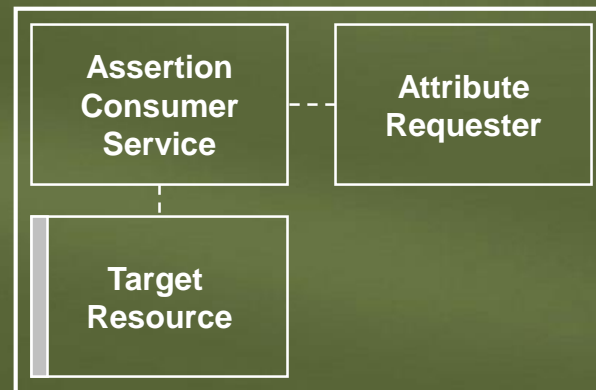 Assertion
Consumer
Service
Attribute
Requester
Target
Resource